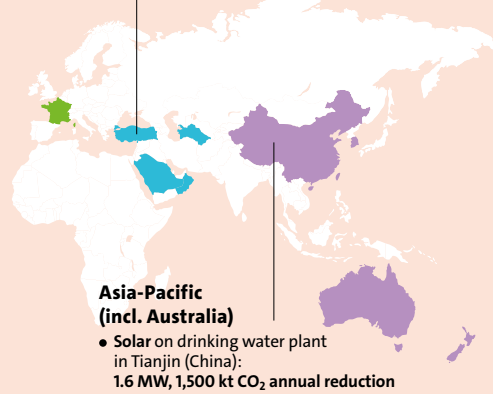 Asia-Pacific
(incl. Australia)
● Solar on drinking water plant
in Tianjin (China):
1.6 MW, 1,500 kt CO₂ annual reduction